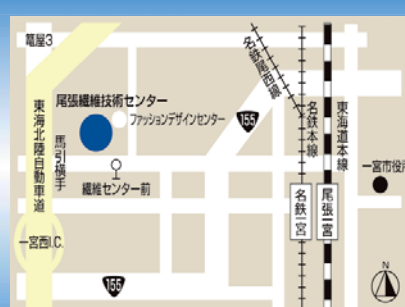 篭屋3
東海北陸自動車道
馬引横手
尾張繊維技術センター
ファッションデザインセンター
繊維センター前
一宮西I.C.
155
155
名鉄尾西線
名鉄本線
東海道本線
名鉄一宮
尾張一宮
一宮市役所
N